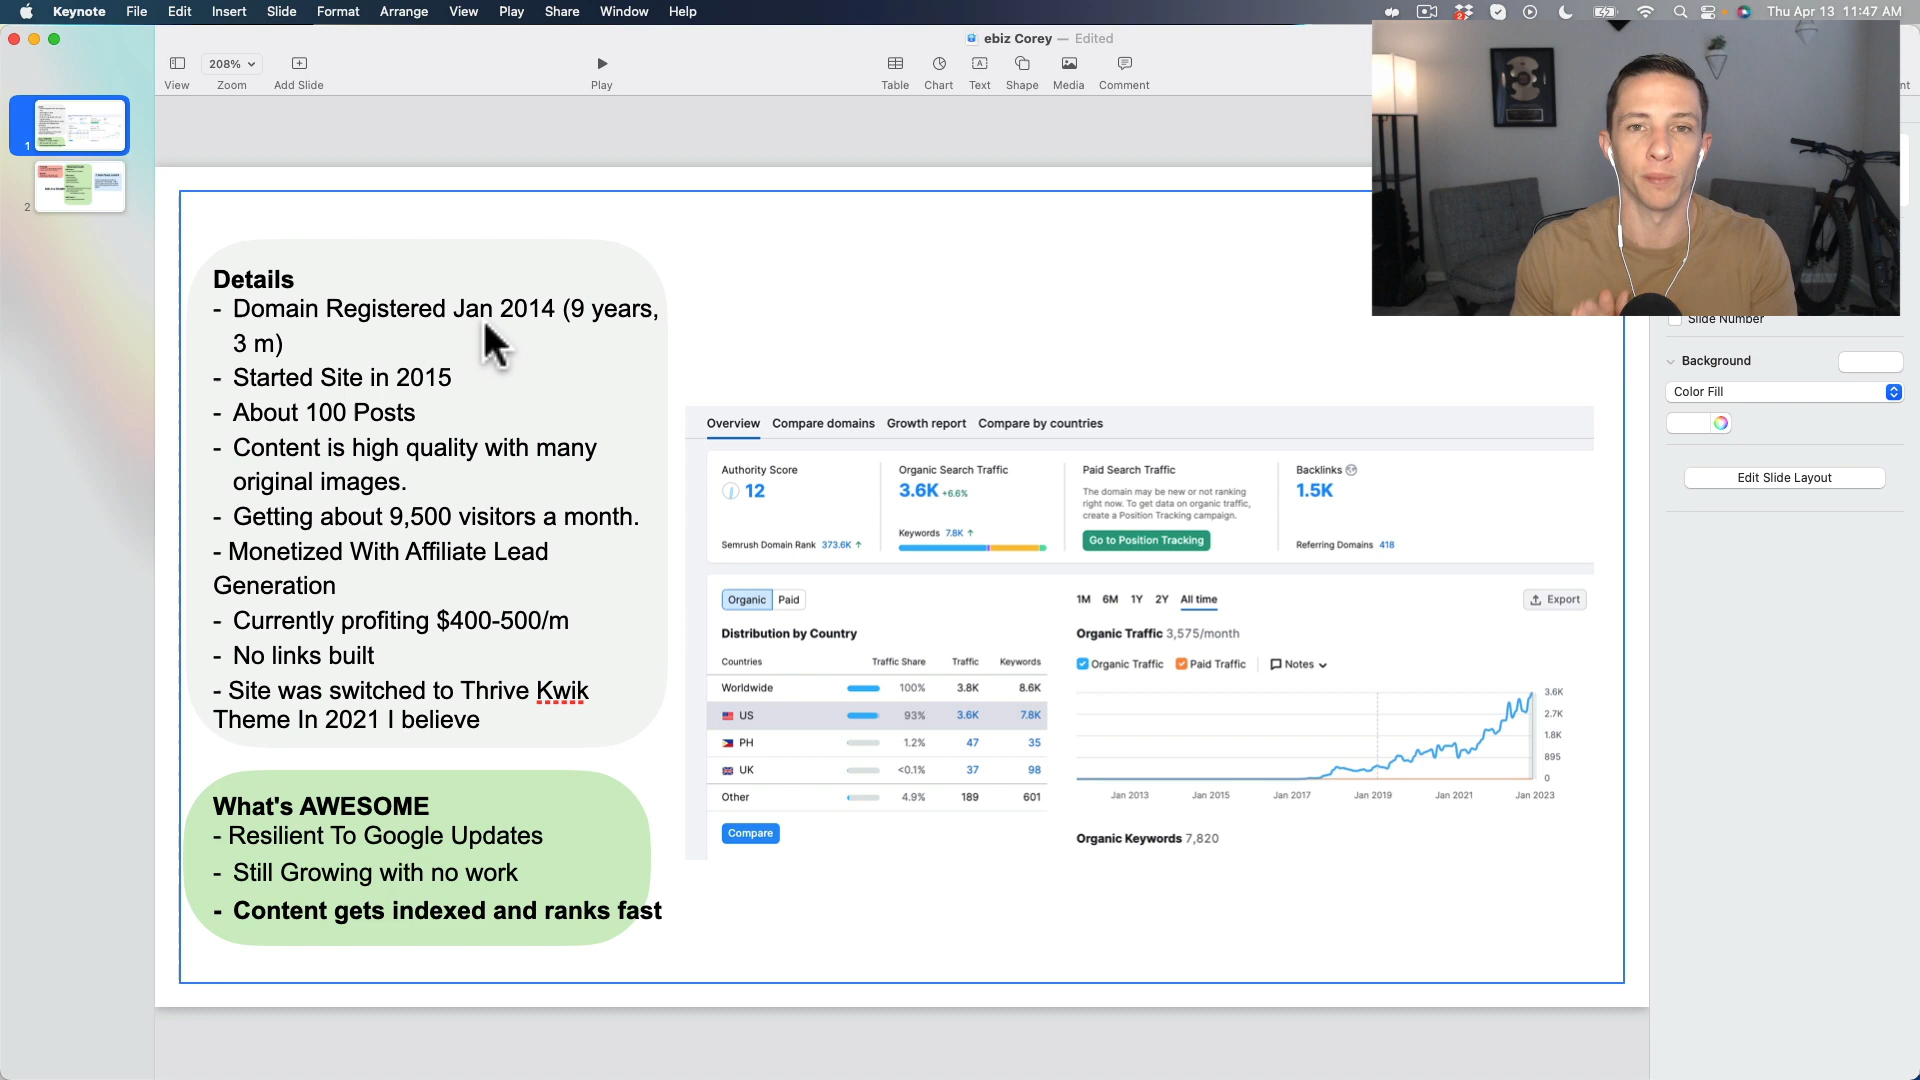 Keynote File Edit Insert Slide Format Arrange View Play Share Window Help
2
Thu Apr 13 11:47 AM
ebiz Corey — Edited
208%
View Zoom Add Slide Play Table Chart Text Shape Media Comment
nt
1
2
Details
- Domain Registered Jan 2014 (9 years,
3 m)
- Started Site in 2015
- About 100 Posts
- Content is high quality with many
original images.
- Getting about 9,500 visitors a month.
- Monetized With Affiliate Lead
Generation
- Currently profiting $400-500/m
- No links built
- Site was switched to Thrive Kwik
Theme In 2021 I believe
What's AWESOME
- Resilient To Google Updates
- Still Growing with no work
- Content gets indexed and ranks fast
Overview Compare domains Growth report Compare by countries
Authority Score
12
Semrush Domain Rank 373.6K ↑
Organic Search Traffic
3.6K +6.6%
Keywords 7.8K ↑
Paid Search Traffic
The domain may be new or not ranking
right now. To get data on organic traffic,
create a Position Tracking campaign.
Go to Position Tracking
Backlinks
1.5K
Referring Domains 418
Organic Paid
Distribution by Country
Countries Traffic Share Traffic Keywords
Worldwide 100% 3.8K 8.6K
US 93% 3.6K 7.8K
PH 1.2% 47 35
UK <0.1% 37 98
Other 4.9% 189 601
Compare
1M 6M 1Y 2Y All time
Export
Organic Traffic 3,575/month
Organic Traffic Paid Traffic Notes
3.6K
2.7K
1.8K
895
0
Jan 2013 Jan 2015 Jan 2017 Jan 2019 Jan 2021 Jan 2023
Organic Keywords 7,820
Slide Number
Background
Color Fill
Edit Slide Layout